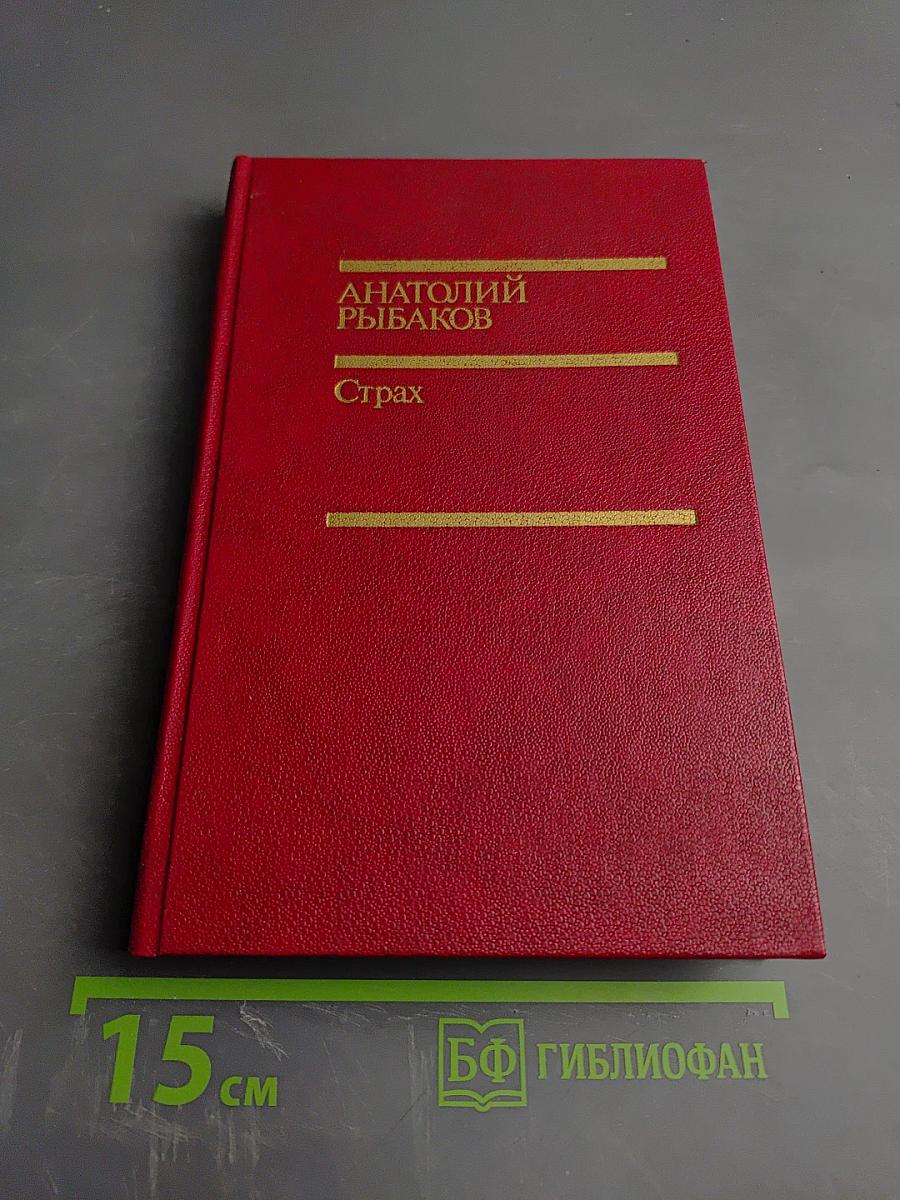 АНАТОЛИЙ
РЫБАКОВ
Страх
15 см
БФ ГИБЛИОФАН